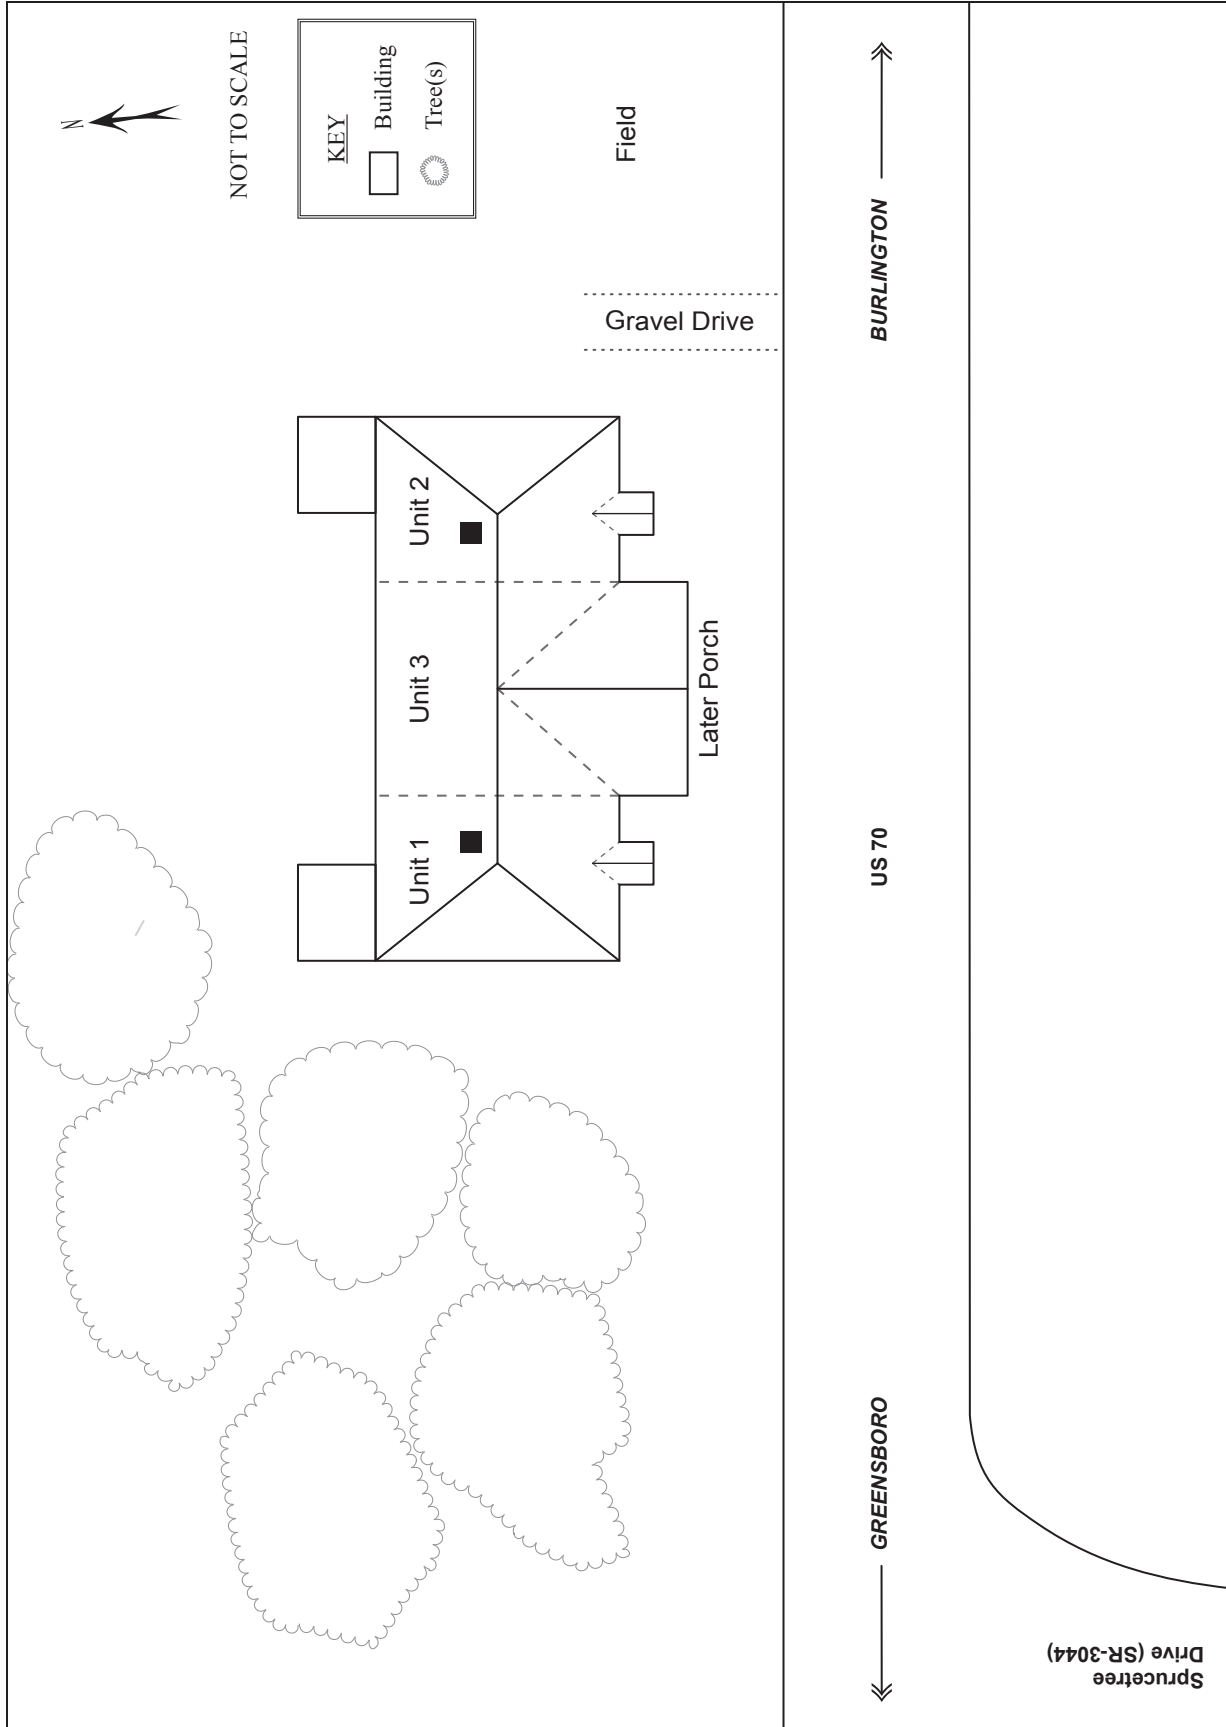 N
NOT TO SCALE
KEY
Building
Tree(s)
Field
Gravel Drive
Unit 1
Unit 3
Unit 2
Later Porch
GREENSBORO
US 70
BURLINGTON
Sprucetree
Drive (SR-3044)